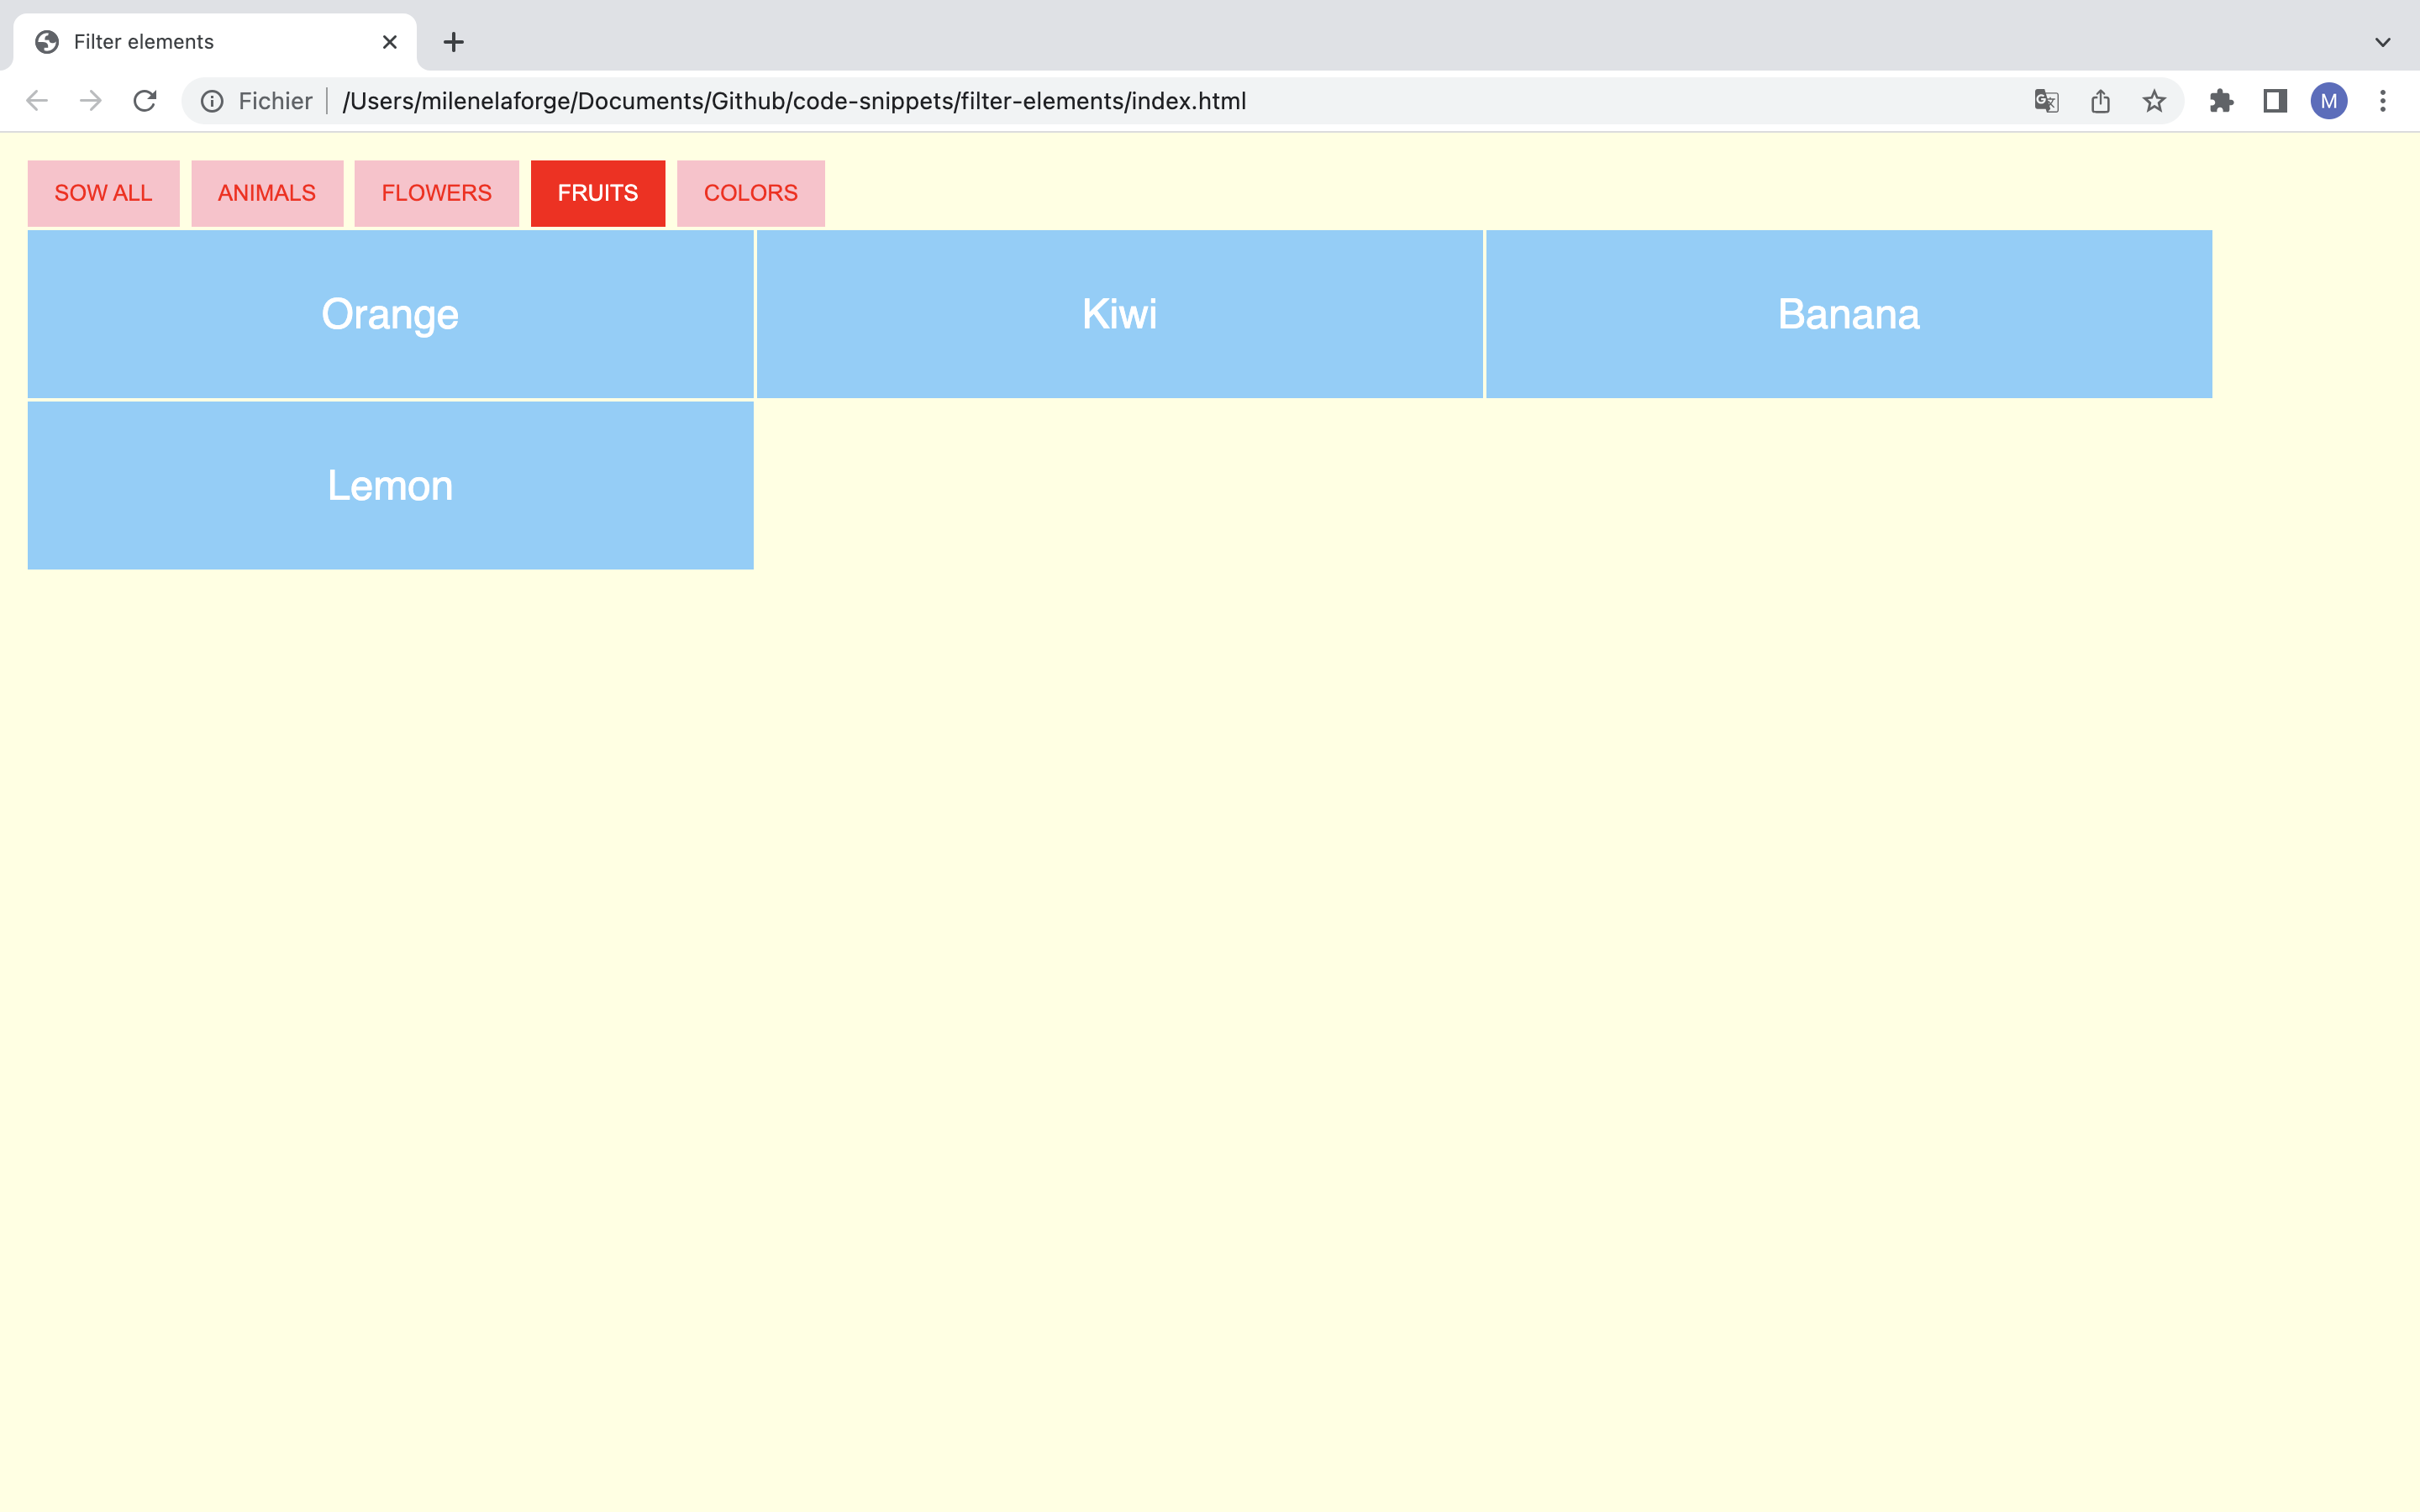 Filter elements
Fichier /Users/milenelaforge/Documents/Github/code-snippets/filter-elements/index.html M
SOW ALL ANIMALS FLOWERS FRUITS COLORS
Orange Kiwi Banana
Lemon